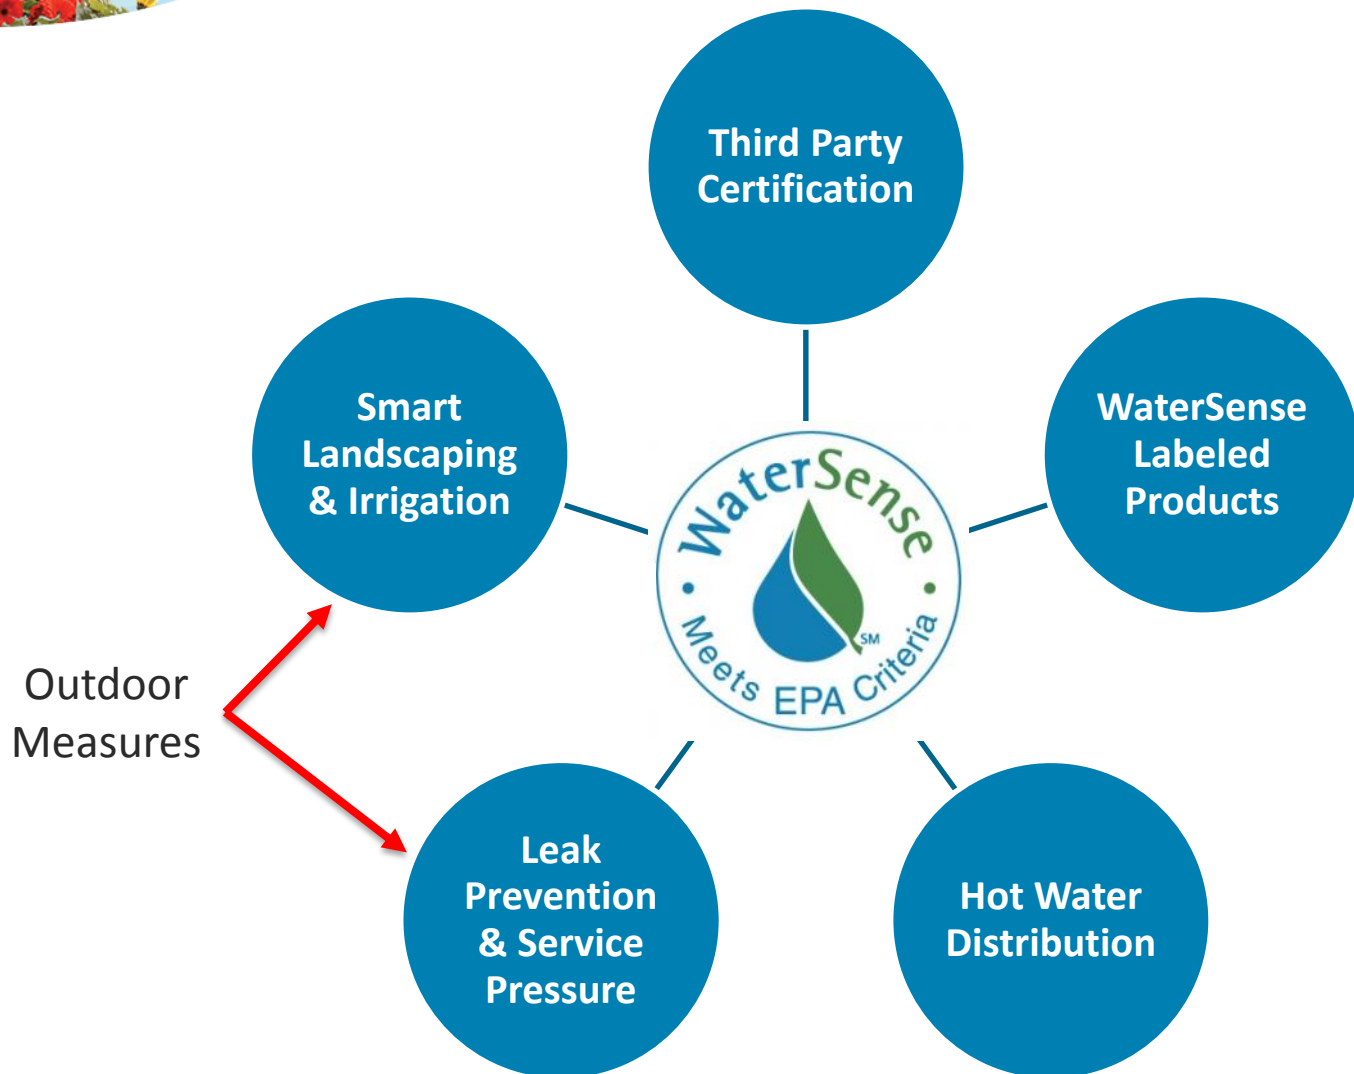 Third Party
Certification
Smart
Landscaping
& Irrigation
WaterSense
Labeled
Products
WaterSense
SM
Meets EPA Criteria
Outdoor
Measures
Leak
Prevention
& Service
Pressure
Hot Water
Distribution